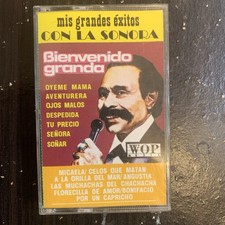 mis grandes éxitos
CON LA SONORA
Bienvenido
granda
OYEME MAMA
AVENTURERA
OJOS MALOS
DESPEDIDA
TU PRECIO
SEÑORA
SOÑAR
WOP
MICAELA/CELOS QUE MATAN
A LA ORILLA DEL MAR/ANGUSTIA
LAS MUCHACHAS DEL CHACHACHA
FLORECILLA DE AMOR/BONIFACIO
POR UN CAPRICHO